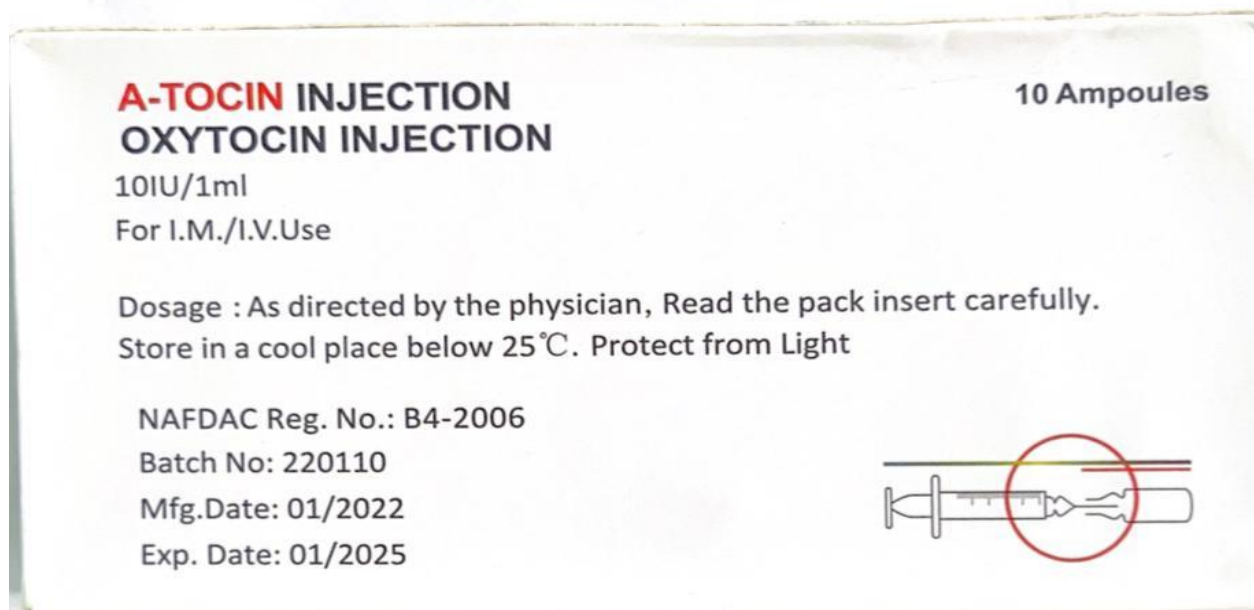 A-TOCIN INJECTION
10 Ampoules
OXYTOCIN INJECTION
10IU/1ml
For I.M./I.V.Use
Dosage : As directed by the physician, Read the pack insert carefully.
Store in a cool place below 25℃. Protect from Light
NAFDAC Reg. No.: B4-2006
Batch No: 220110
Mfg.Date: 01/2022
Exp. Date: 01/2025